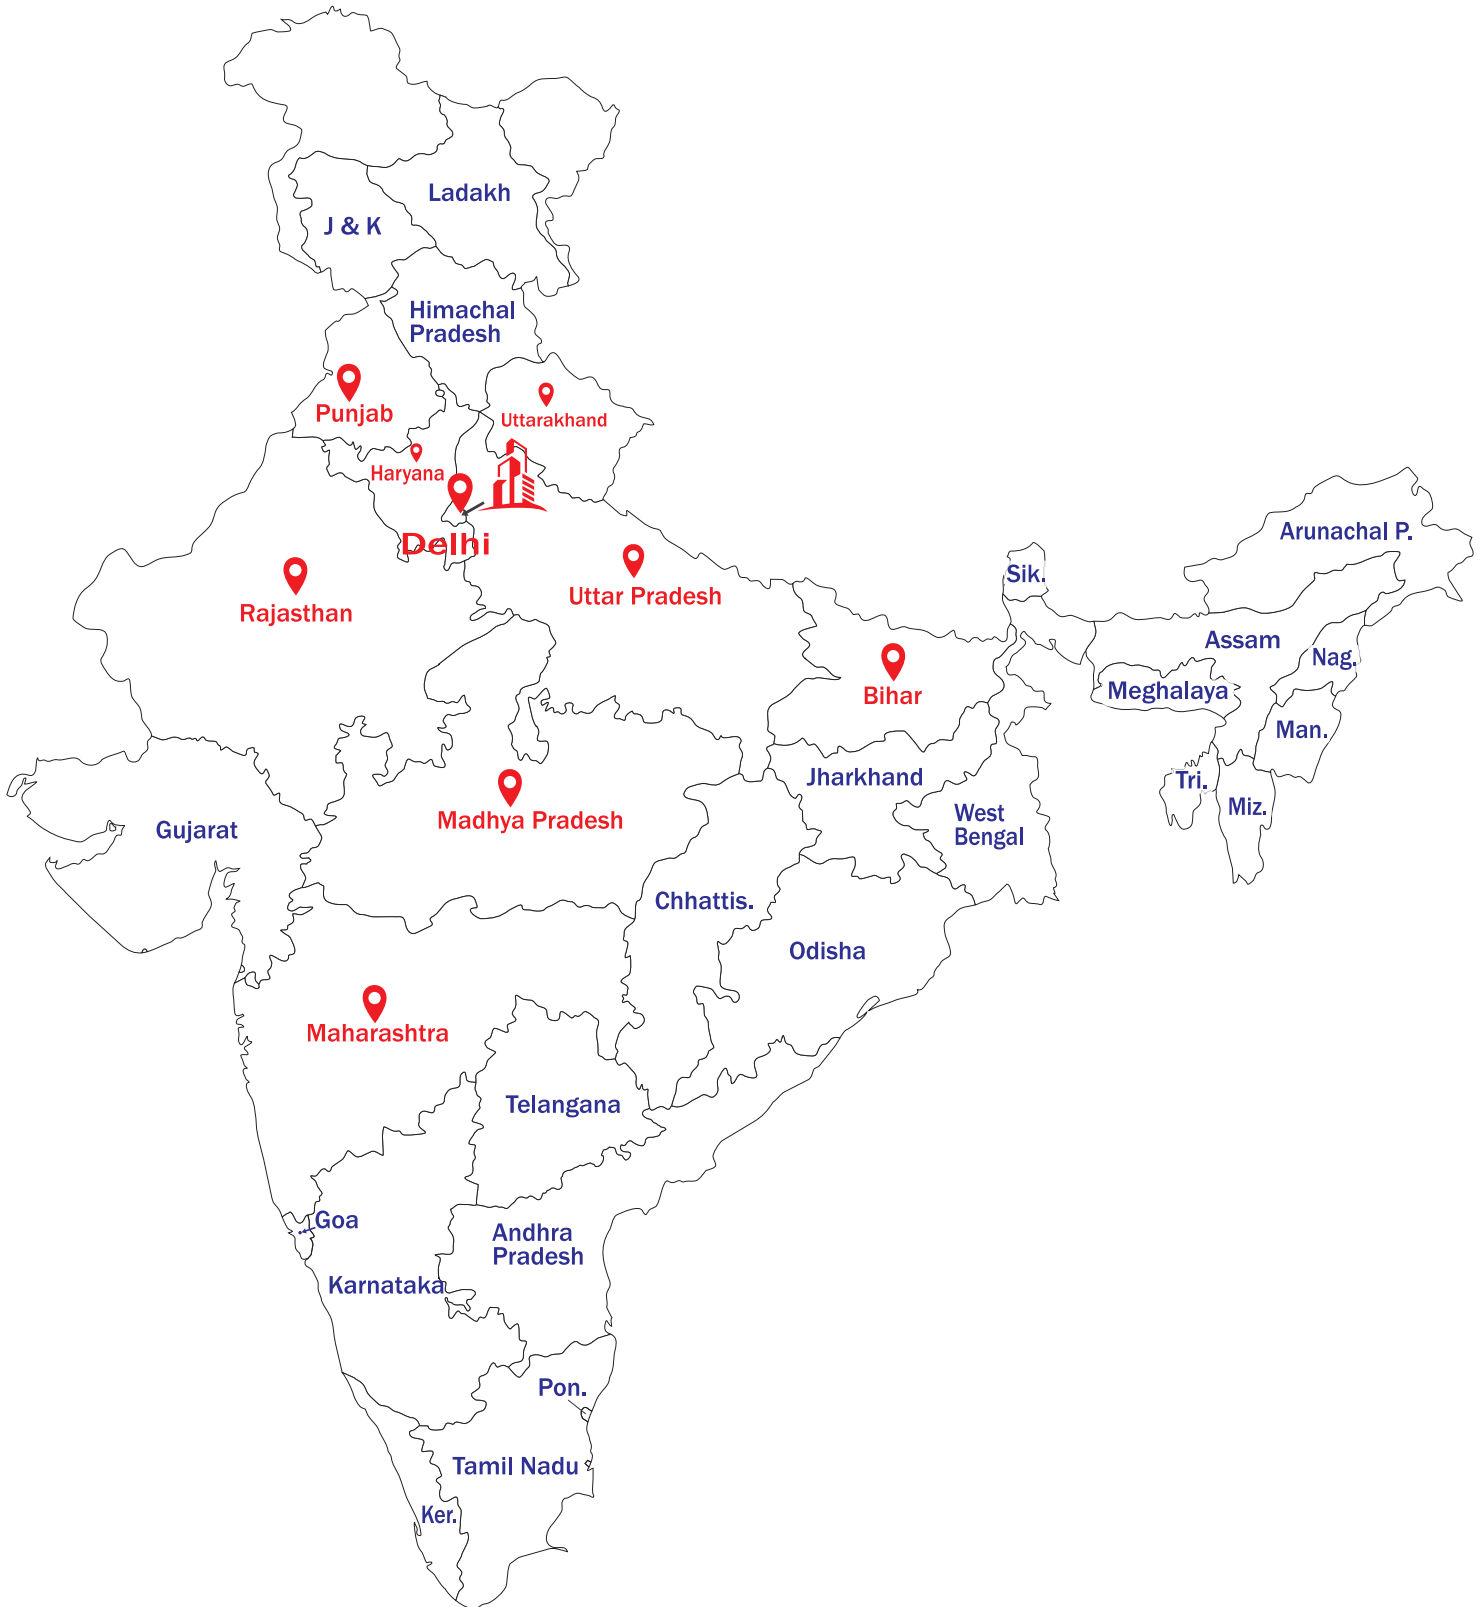 Ladakh
J & K
Himachal
Pradesh
Punjab
Uttarakhand
Haryana
Delhi
Arunachal P.
Sik.
Uttar Pradesh
Rajasthan
Assam
Nag.
Meghalaya
Bihar
Man.
Jharkhand
Tri.
Miz.
Madhya Pradesh
West
Bengal
Gujarat
Chhattis.
Odisha
Maharashtra
Telangana
Goa
Andhra
Pradesh
Karnataka
Pon.
Tamil Nadu
Ker.